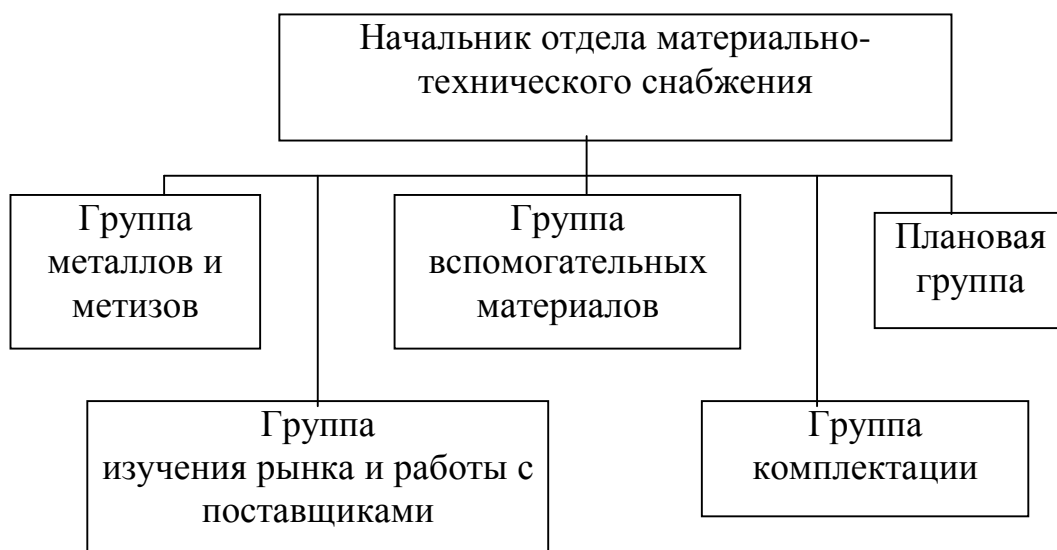 Начальник отдела материально-
технического снабжения
Группа
металлов и
метизов
Группа
вспомогательных
материалов
Плановая
группа
Группа
изучения рынка и работы с
поставщиками
Группа
комплектации